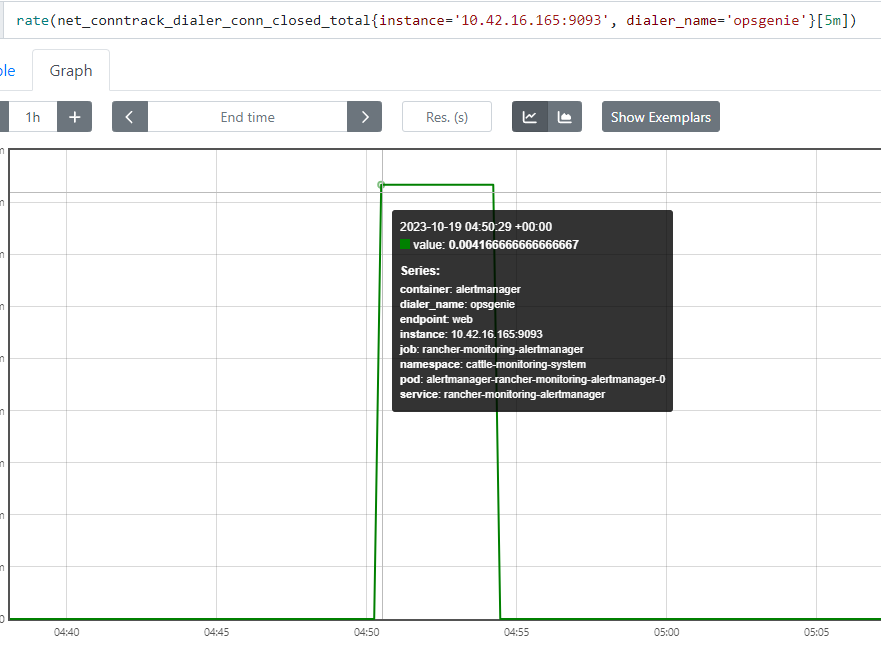 rate(net_conntrack_dialer_conn_closed_total{instance='10.42.16.165:9093', dialer_name='opsgenie'}[5m])
Graph
1h + End time Res. (s) Show Exemplars
2023-10-19 04:50:29 +00:00
value: 0.004166666666666667
Series:
container: alertmanager
dialer_name: opsgenie
endpoint: web
instance: 10.42.16.165:9093
job: rancher-monitoring-alertmanager
namespace: cattle-monitoring-system
pod: alertmanager-rancher-monitoring-alertmanager-0
service: rancher-monitoring-alertmanager
04:40 04:45 04:50 04:55 05:00 05:05